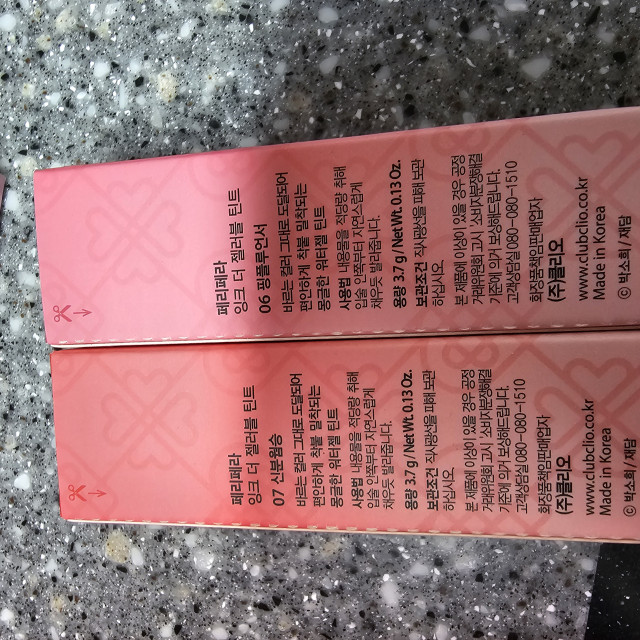 페리페라
잉크 더 젤러블 틴트
06 핑플루언서
바르는 컬러 그대로 도달되어
편안하게 착붙 밀착되는
몽글한 워터젤 틴트
사용법 내용물을 적당량 취해
입술 안쪽부터 자연스럽게
채우듯 발라줍니다.
용량 3.7 g / Net Wt. 0.13 Oz.
보관조건 직사광선을 피해 보관
하십시오.
본 제품에 이상이 있을 경우 공정
거래위원회 고시 '소비자분쟁해결
기준'에 의거 보상해드립니다.
고객상담실 080-080-1510
화장품책임판매업자
(주)클리오
www.clubclio.co.kr
Made in Korea
ⓒ 박소희 / 재담
페리페라
잉크 더 젤러블 틴트
07 신분웜승
바르는 컬러 그대로 도달되어
편안하게 착붙 밀착되는
몽글한 워터젤 틴트
사용법 내용물을 적당량 취해
입술 안쪽부터 자연스럽게
채우듯 발라줍니다.
용량 3.7 g / Net Wt. 0.13 Oz.
보관조건 직사광선을 피해 보관
하십시오.
본 제품에 이상이 있을 경우 공정
거래위원회 고시 '소비자분쟁해결
기준'에 의거 보상해드립니다.
고객상담실 080-080-1510
화장품책임판매업자
(주)클리오
www.clubclio.co.kr
Made in Korea
ⓒ 박소희 / 재담